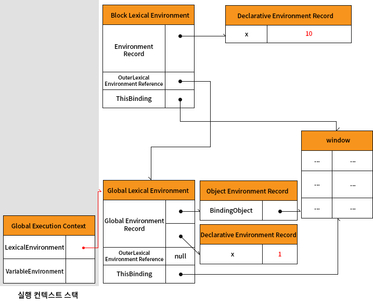 Block Lexical Environment
Environment
Record
OuterLexical
Environment Reference
ThisBinding
Declarative Environment Record
x
10
window
...
...
...
...
...
...
Global Lexical Environment
Global Environment
Record
OuterLexical
Environment Reference
null
ThisBinding
Object Environment Record
BindingObject
Declarative Environment Record
x
1
Global Execution Context
LexicalEnvironment
VariableEnvironment
실행 컨텍스트 스택